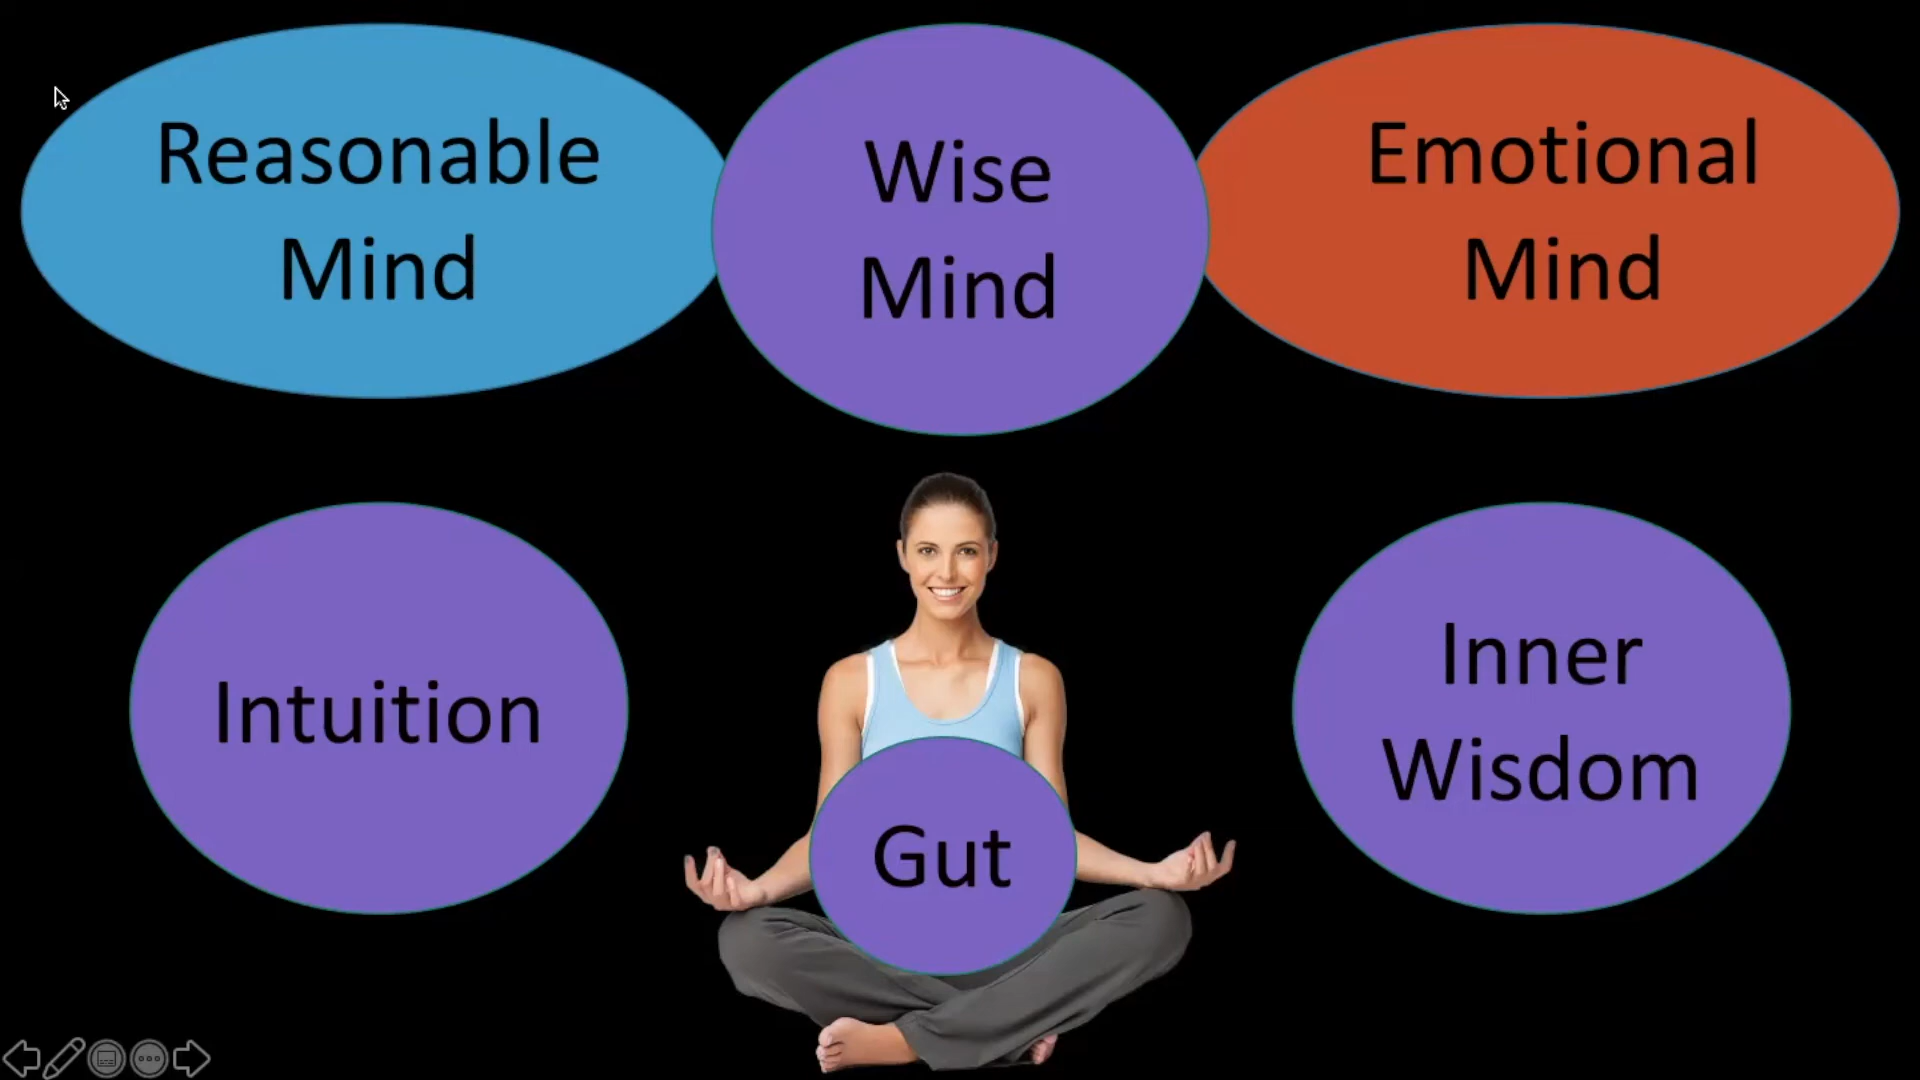 Reasonable
Mind
Wise
Mind
Emotional
Mind
Intuition
Gut
Inner
Wisdom